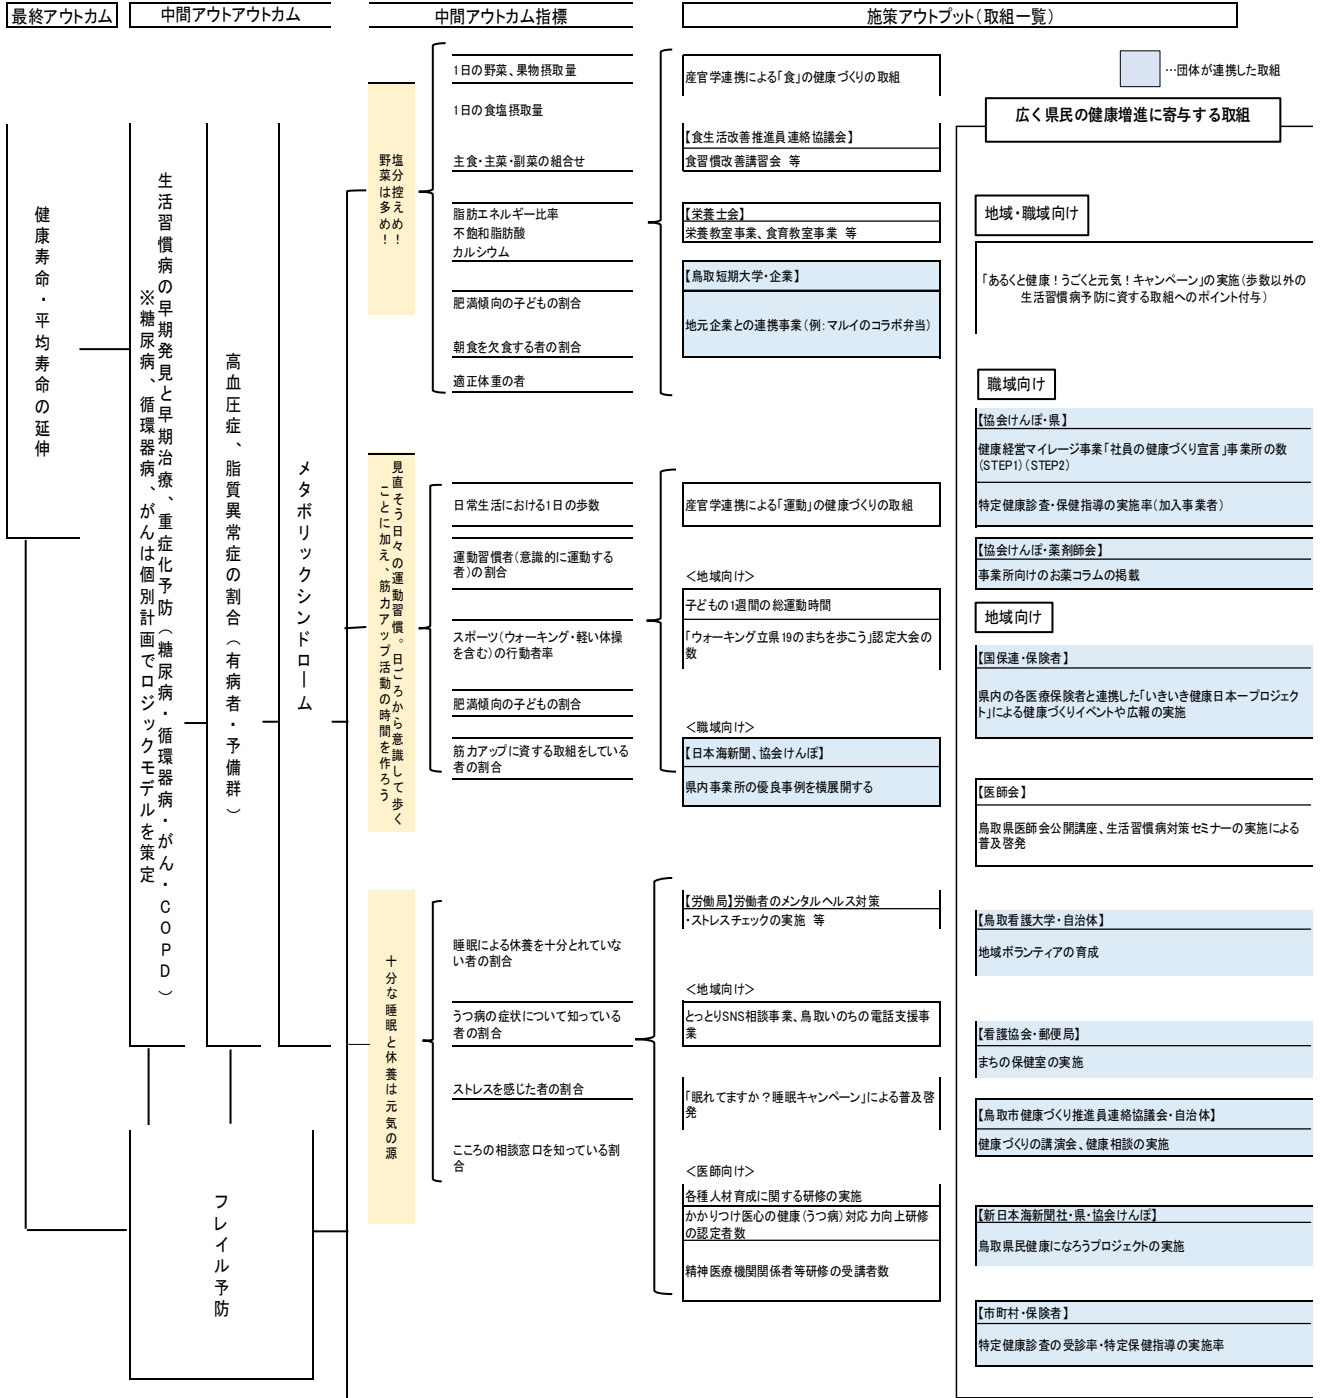 最終アウトカム
中間アウトアウトカム
中間アウトカム指標
施策アウトプット(取組一覧)
健康寿命・平均寿命の延伸
生活習慣病の早期発見と早期治療、重症化予防(糖尿病・循環器病・がん・COPD)
※糖尿病、循環器病、がんは個別計画でロジックモデルを策定
高血圧症、脂質異常症の割合(有病者・予備群)
メタボリックシンドローム
フレイル予防
塩分控えめ!
野菜は多め!
1日の野菜、果物摂取量
1日の食塩摂取量
主食・主菜・副菜の組合せ
脂肪エネルギー比率
不飽和脂肪酸
カルシウム
肥満傾向の子どもの割合
朝食を欠食する者の割合
適正体重の者
産官学連携による「食」の健康づくりの取組
【食生活改善推進員連絡協議会】
食習慣改善講習会 等
【栄養士会】
栄養教室事業、食育教室事業 等
【鳥取短期大学・企業】
地元企業との連携事業(例:マルイのコラボ弁当)
見直そう日々の運動習慣。日ごろから意識して歩く
ことに加え、筋力アップ活動の時間を作ろう
日常生活における1日の歩数
運動習慣者(意識的に運動する
者)の割合
スポーツ(ウォーキング・軽い体操
を含む)の行動者率
肥満傾向の子どもの割合
筋力アップに資する取組をしている
者の割合
産官学連携による「運動」の健康づくりの取組
<地域向け>
子どもの1週間の総運動時間
「ウォーキング立県19のまちを歩こう」認定大会の
数
<職域向け>
【日本海新聞、協会けんぽ】
県内事業所の優良事例を横展開する
十分な睡眠と休養は元気の源
睡眠による休養を十分とれていな
い者の割合
うつ病の症状について知っている
者の割合
ストレスを感じた者の割合
こころの相談窓口を知っている割
合
【労働局】労働者のメンタルヘルス対策
・ストレスチェックの実施 等
<地域向け>
とっとりSNS相談事業、鳥取いのちの電話支援事
業
「眠れてますか?睡眠キャンペーン」による普及啓
発
<医師向け>
各種人材育成に関する研修の実施
かかりつけ医心の健康(うつ病)対応力向上研修
の認定者数
精神医療機関関係者等研修の受講者数
…団体が連携した取組
広く県民の健康増進に寄与する取組
地域・職域向け
「あるくと健康!うごくと元気!キャンペーン」の実施(歩数以外の
生活習慣病予防に資する取組へのポイント付与)
職域向け
【協会けんぽ・県】
健康経営マイレージ事業「社員の健康づくり宣言」事業所の数
(STEP1)(STEP2)
特定健康診査・保健指導の実施率(加入事業者)
【協会けんぽ・薬剤師会】
事業所向けのお薬コラムの掲載
地域向け
【国保連・保険者】
県内の各医療保険者と連携した「いきいき健康日本一プロジェク
ト」による健康づくりイベントや広報の実施
【医師会】
鳥取県医師会公開講座、生活習慣病対策セミナーの実施による
普及啓発
【鳥取看護大学・自治体】
地域ボランティアの育成
【看護協会・郵便局】
まちの保健室の実施
【鳥取市健康づくり推進員連絡協議会・自治体】
健康づくりの講演会、健康相談の実施
【新日本海新聞社・県・協会けんぽ】
鳥取県民健康になろうプロジェクトの実施
【市町村・保険者】
特定健康診査の受診率・特定保健指導の実施率